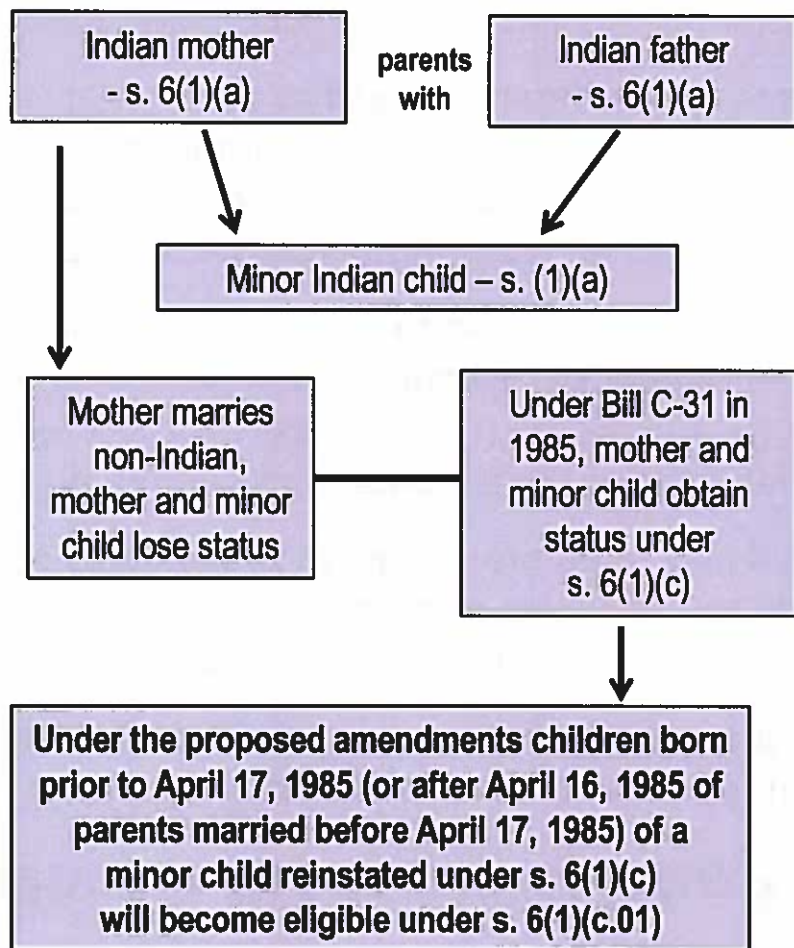 Indian mother
- s. 6(1)(a)
parents
with
Indian father
- s. 6(1)(a)
Minor Indian child – s. (1)(a)
Mother marries
non-Indian,
mother and minor
child lose status
Under Bill C-31 in
1985, mother and
minor child obtain
status under
s. 6(1)(c)
Under the proposed amendments children born
prior to April 17, 1985 (or after April 16, 1985 of
parents married before April 17, 1985) of a
minor child reinstated under s. 6(1)(c)
will become eligible under s. 6(1)(c.01)